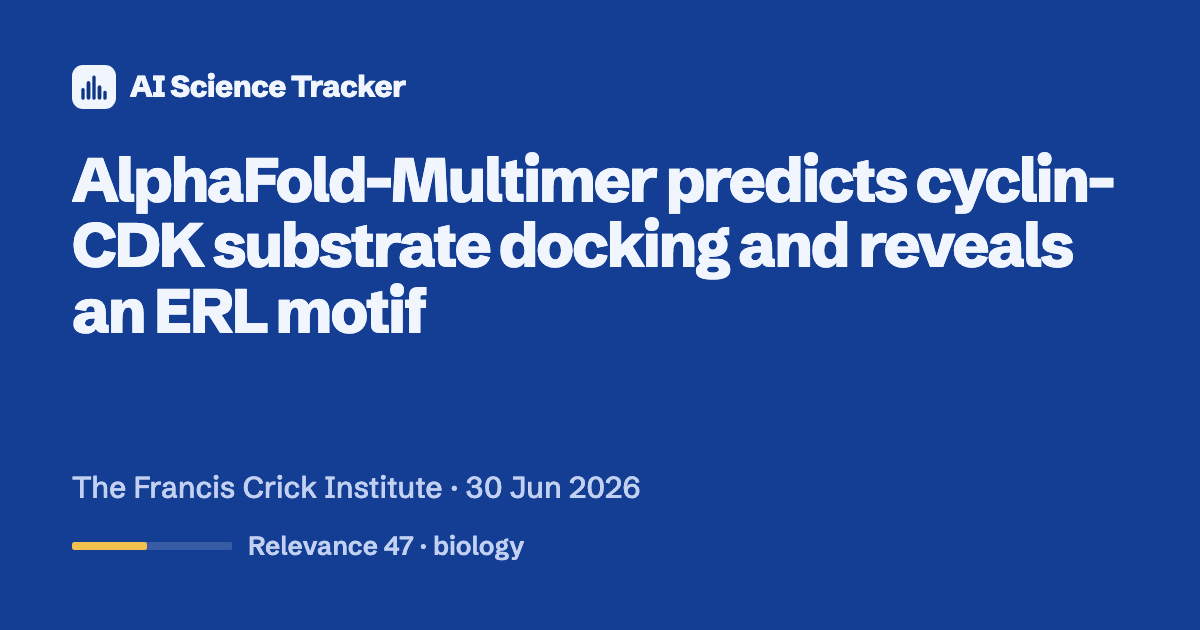 AI Science Tracker
AlphaFold-Multimer predicts cyclin-
CDK substrate docking and reveals
an ERL motif
The Francis Crick Institute · 30 Jun 2026
Relevance 47 · biology